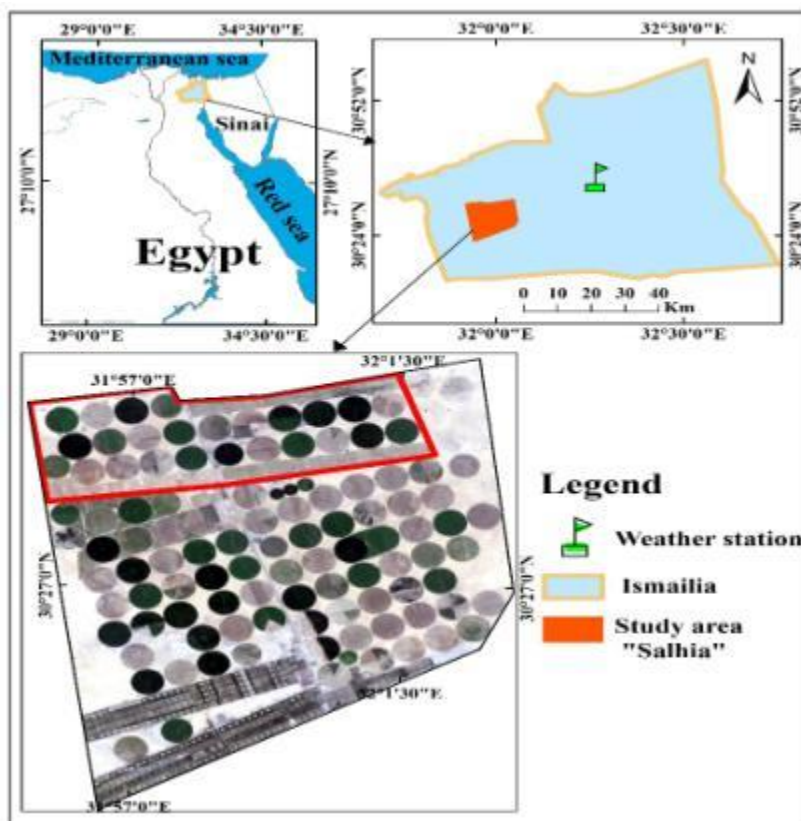 29°0'0"E 34°30'0"E
Mediterranean sea
Sinai
27°10'0"N
27°10'0"N
Red sea
Egypt
29°0'0"E 34°30'0"E
32°0'0"E 32°30'0"E
N
30°52'0"N
30°52'0"N
30°24'0"N
30°24'0"N
0 10 20 30 40
Km
32°0'0"E 32°30'0"E
31°57'0"E
32°1'30"E
30°27'0"N
30°27'0"N
32°1'30"E
31°57'0"E
Legend
Weather station
Ismailia
Study area
"Salhia"